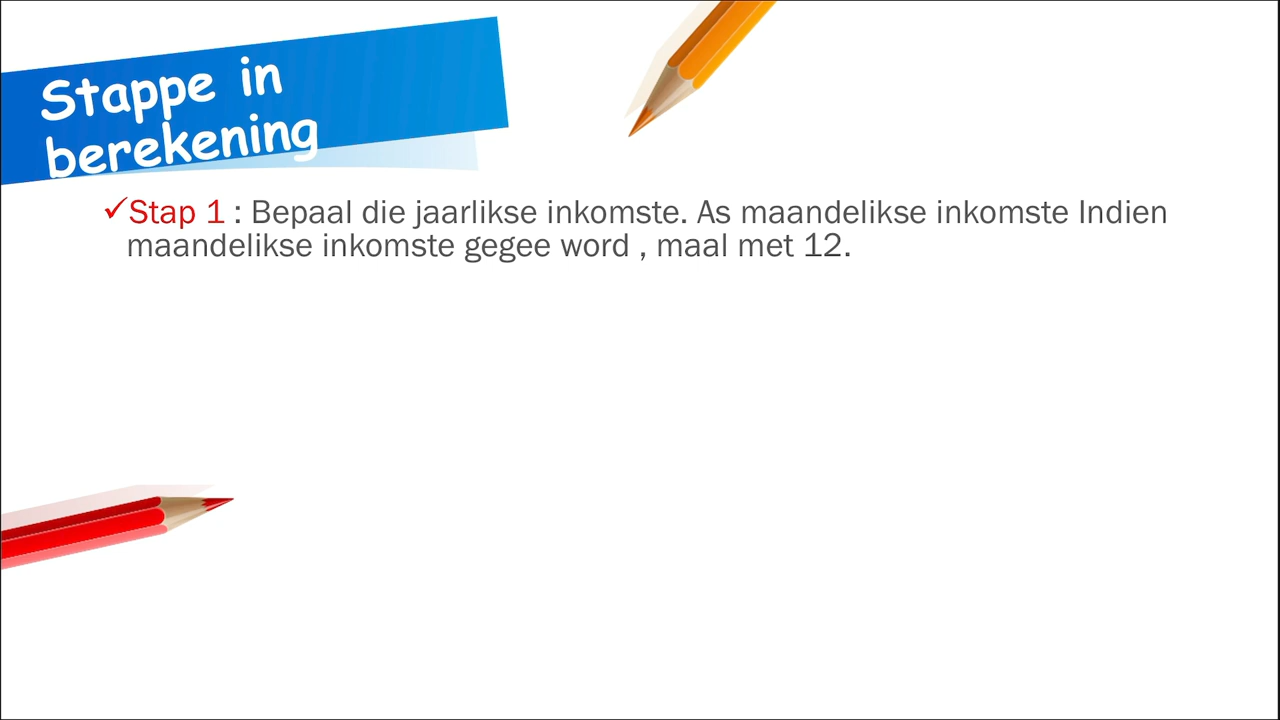 Stappe in
berekening
✓Stap 1 : Bepaal die jaarlikse inkomste. As maandelikse inkomste Indien
maandelikse inkomste gegee word , maal met 12.